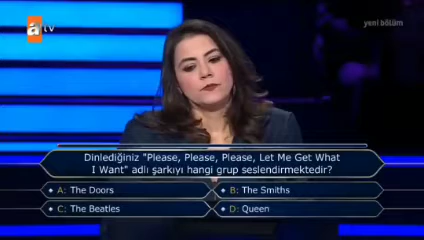 atv
yeni bölüm
Dinlediğiniz "Please, Please, Please, Let Me Get What
I Want" adlı şarkıyı hangi grup seslendirmektedir?
A: The Doors
B: The Smiths
C: The Beatles
D: Queen